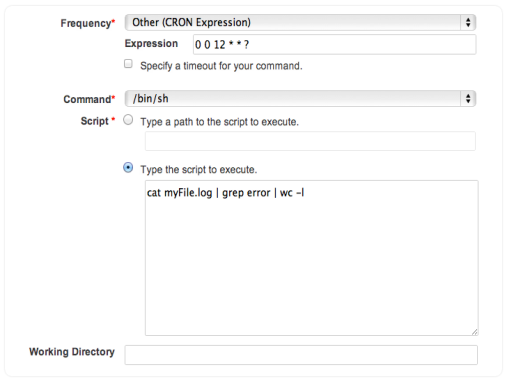 Frequency* Other (CRON Expression)
Expression 0 0 12 * * ?
Specify a timeout for your command.
Command* /bin/sh
Script * Type a path to the script to execute.
Type the script to execute.
cat myFile.log | grep error | wc -l
Working Directory